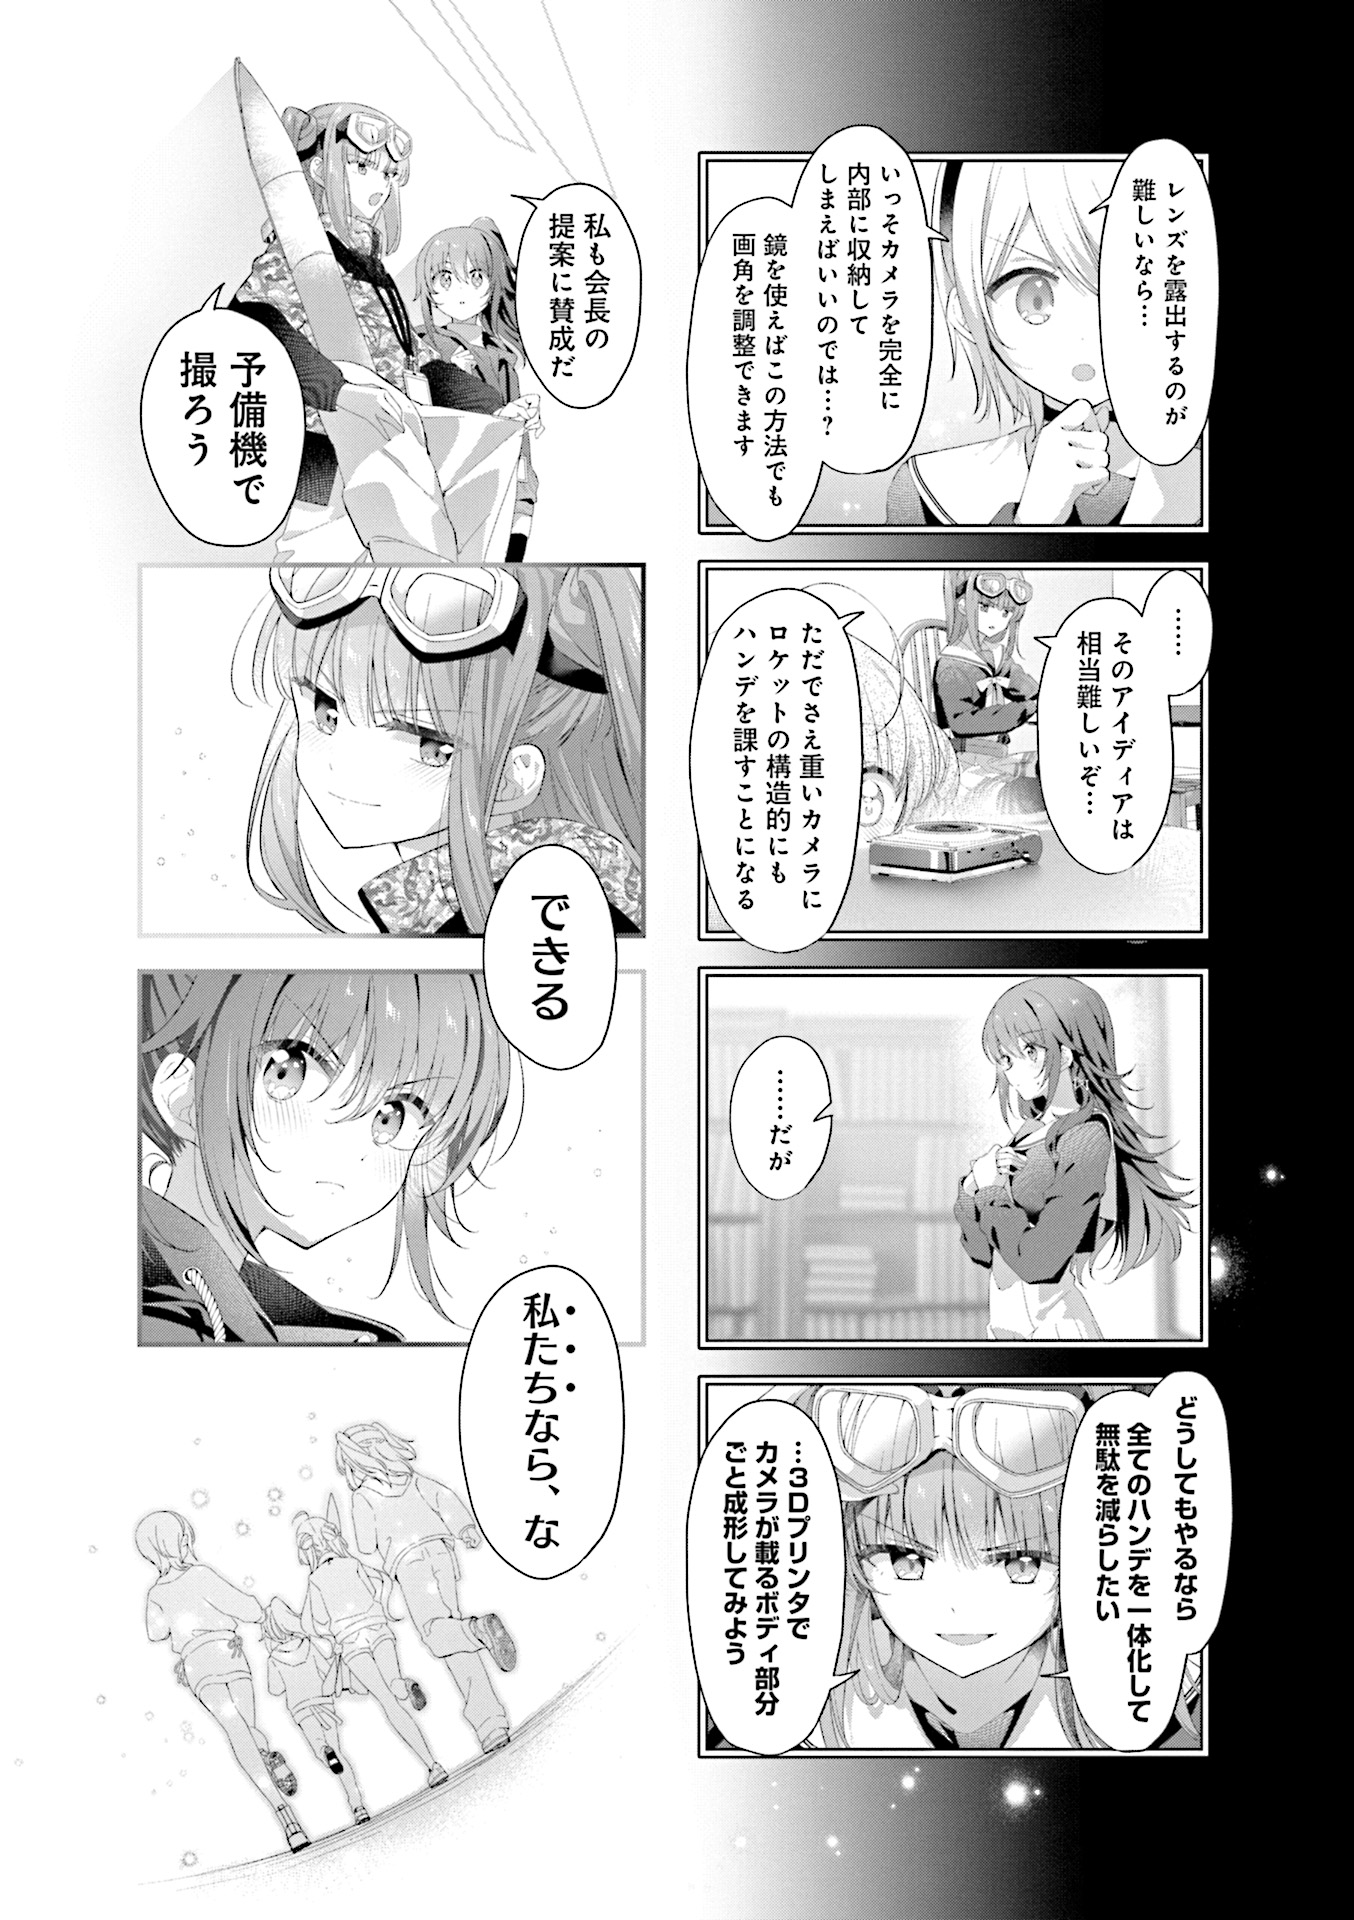 レンズを露出するのが
難しいなら…
いっそカメラを完全に
内部に収納して
しまえばいいのでは…?
鏡を使えばこの方法でも
画角を調整できます
……
そのアイディアは
相当難しいぞ…
ただでさえ重いカメラに
ロケットの構造的にも
ハンデを課すことになる
……だが
どうしてもやるなら
全てのハンデを一体化して
無駄を減らしたい
…3Dプリンタで
カメラが載るボディ部分
ごと成形してみよう
私も会長の
提案に賛成だ
予備機で
撮ろう
できる
私たちなら、な